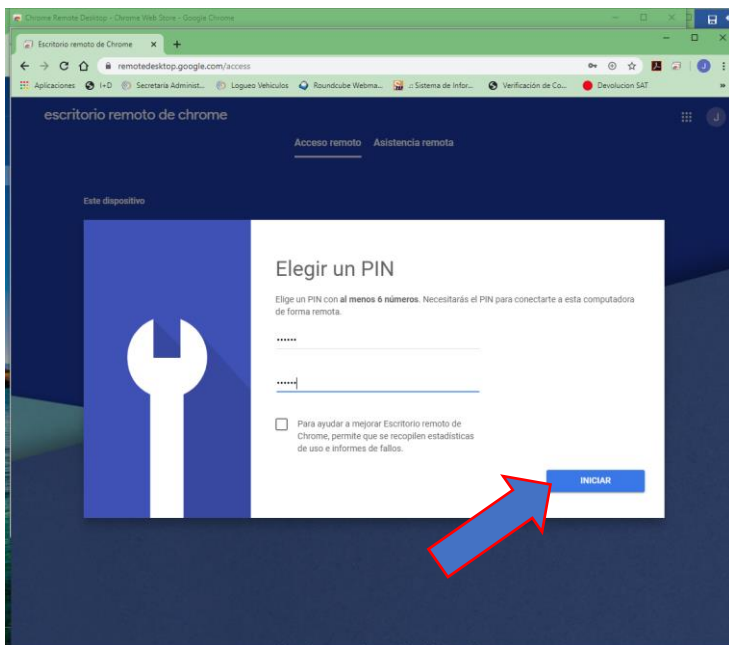 Chrome Remote Desktop - Chrome Web Store - Google Chrome
Escritorio remoto de Chrome
remotedesktop.google.com/access
Aplicaciones I+D Secretaría Administ... Logueo Vehiculos Roundcube Webma... .:: Sistema de Infor... Verificación de Co... Devolucion SAT
escritorio remoto de chrome
J
Acceso remoto Asistencia remota
Este dispositivo
Elegir un PIN
Elige un PIN con al menos 6 números. Necesitarás el PIN para conectarte a esta computadora
de forma remota.
••••••
••••••
Para ayudar a mejorar Escritorio remoto de
Chrome, permite que se recopilen estadísticas
de uso e informes de fallos.
INICIAR